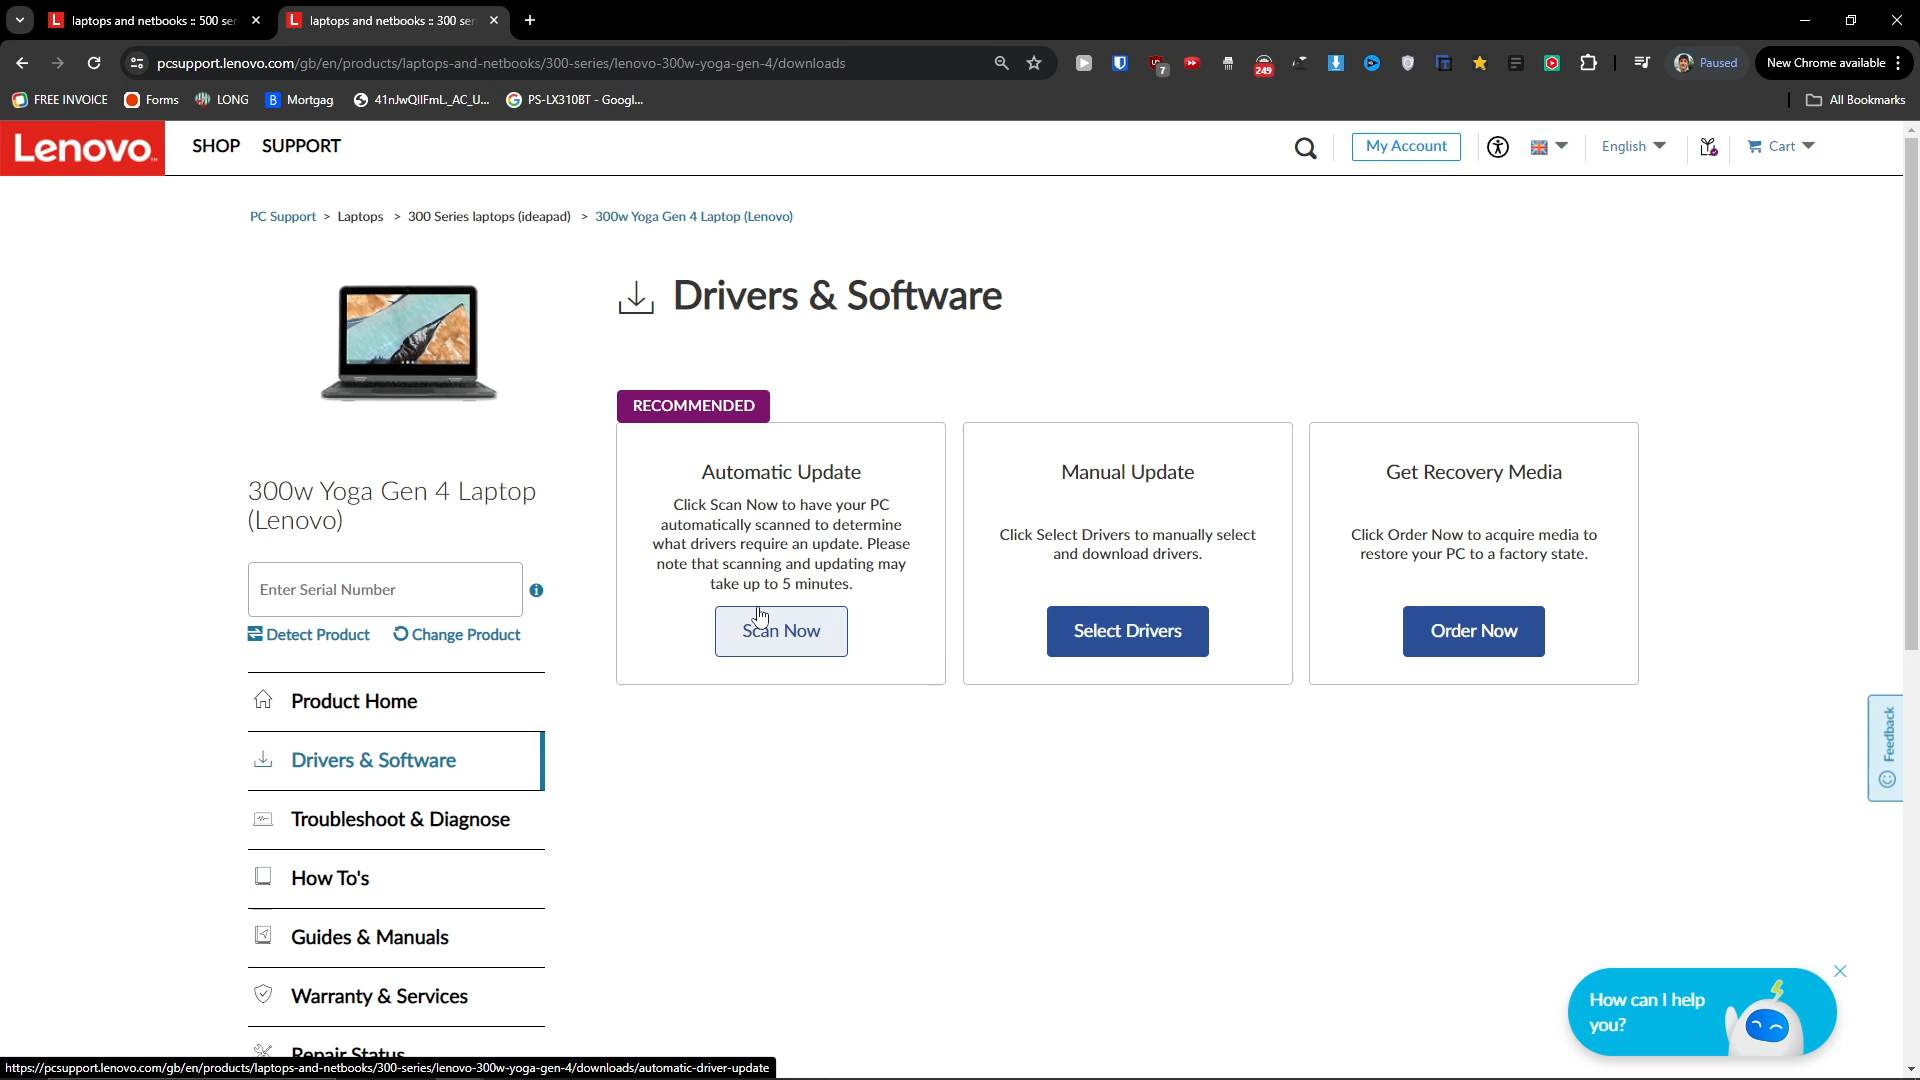 laptops and netbooks :: 500 ser
laptops and netbooks :: 300 ser
pcsupport.lenovo.com/gb/en/products/laptops-and-netbooks/300-series/lenovo-300w-yoga-gen-4/downloads
7
249
Paused
New Chrome available
FREE INVOICE
Forms
LONG
Mortgag
41nJwQIlFmL._AC_U...
PS-LX310BT - Googl...
All Bookmarks
Lenovo
SHOP
SUPPORT
My Account
English
Cart
PC Support > Laptops > 300 Series laptops (ideapad) > 300w Yoga Gen 4 Laptop (Lenovo)
Drivers & Software
300w Yoga Gen 4 Laptop
(Lenovo)
Enter Serial Number
Detect Product
Change Product
Product Home
Drivers & Software
Troubleshoot & Diagnose
How To's
Guides & Manuals
Warranty & Services
Repair Status
RECOMMENDED
Automatic Update
Click Scan Now to have your PC
automatically scanned to determine
what drivers require an update. Please
note that scanning and updating may
take up to 5 minutes.
Scan Now
Manual Update
Click Select Drivers to manually select
and download drivers.
Select Drivers
Get Recovery Media
Click Order Now to acquire media to
restore your PC to a factory state.
Order Now
Feedback
How can I help
you?
https://pcsupport.lenovo.com/gb/en/products/laptops-and-netbooks/300-series/lenovo-300w-yoga-gen-4/downloads/automatic-driver-update